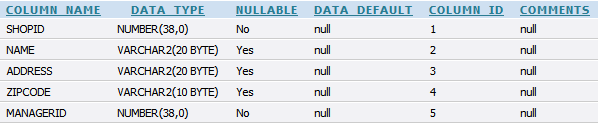 COLUMN_NAME DATA_TYPE NULLABLE DATA_DEFAULT COLUMN_ID COMMENTS
SHOPID NUMBER(38,0) No null 1 null
NAME VARCHAR2(20 BYTE) Yes null 2 null
ADDRESS VARCHAR2(20 BYTE) Yes null 3 null
ZIPCODE VARCHAR2(10 BYTE) Yes null 4 null
MANAGERID NUMBER(38,0) No null 5 null